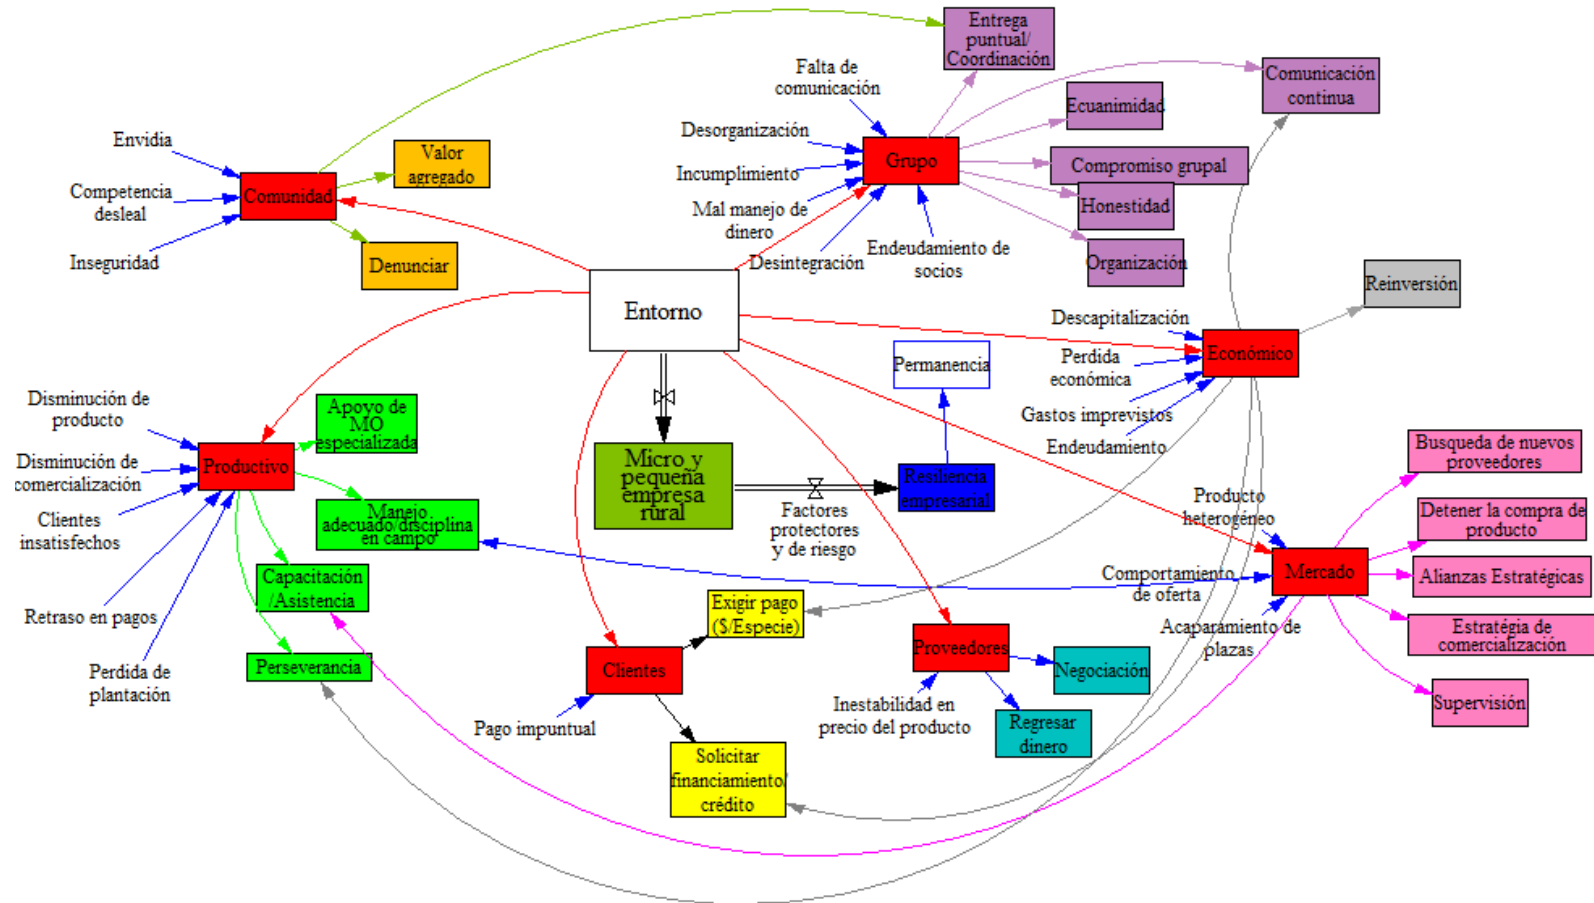 Entrega
puntual/
Coordinación
Falta de
comunicación
Comunicación
continua
Ecuanimidad
Desorganización
Envidia
Valor
agregado
Grupo
Compromiso grupal
Incumplimiento
Competencia
desleal
Comunidad
Honestidad
Mal manejo de
dinero
Endeudamiento de
socios
Inseguridad
Denunciar
Desintegración
Organización
Reinversión
Entorno
Descapitalización
Económico
Perdida
económica
Permanencia
Gastos imprevistos
Endeudamiento
Disminución de
producto
Apoyo de
MO
especializada
Productivo
Disminución de
comercialización
Micro y
pequeña
empresa
rural
Resiliencia
empresarial
Busqueda de nuevos
proveedores
Producto
heterogéneo
Detener la compra de
producto
Clientes
insatisfechos
Manejo
adecuado/disciplina
en campo
Factores
protectores
y de riesgo
Capacitación
/Asistencia
Comportamiento
de oferta
Mercado
Alianzas Estratégicas
Retraso en pagos
Exigir pago
($/Especie)
Acaparamiento de
plazas
Estratégia de
comercialización
Perdida de
plantación
Perseverancia
Clientes
Proveedores
Negociación
Supervisión
Pago impuntual
Inestabilidad en
precio del producto
Regresar
dinero
Solicitar
financiamiento/
crédito